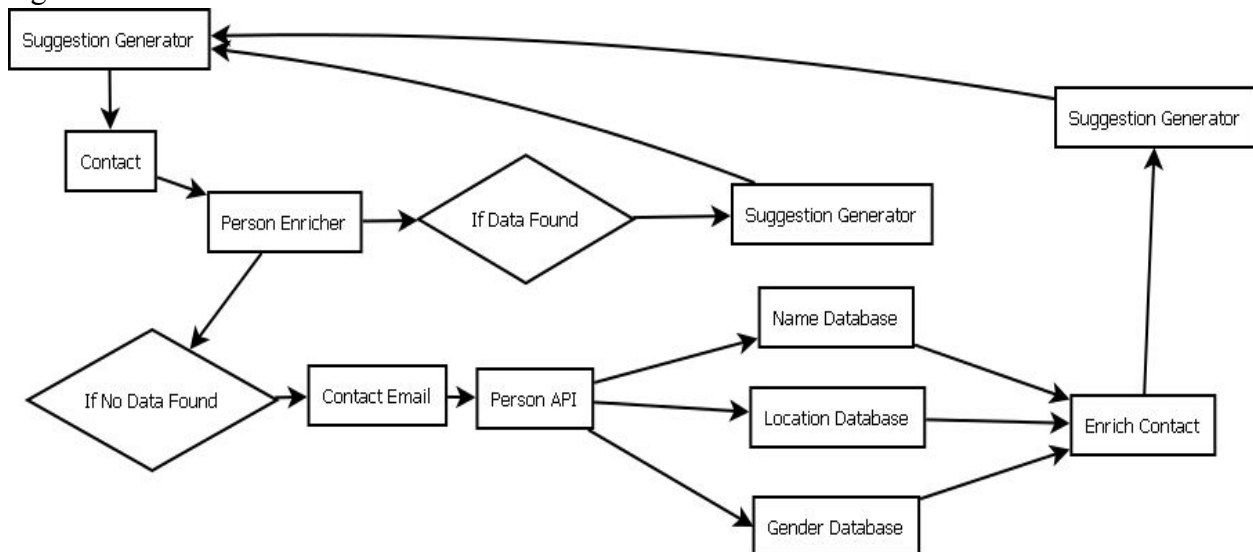 Suggestion Generator
Suggestion Generator
Contact
Person Enricher
If Data Found
Suggestion Generator
Name Database
If No Data Found
Contact Email
Person API
Location Database
Enrich Contact
Gender Database